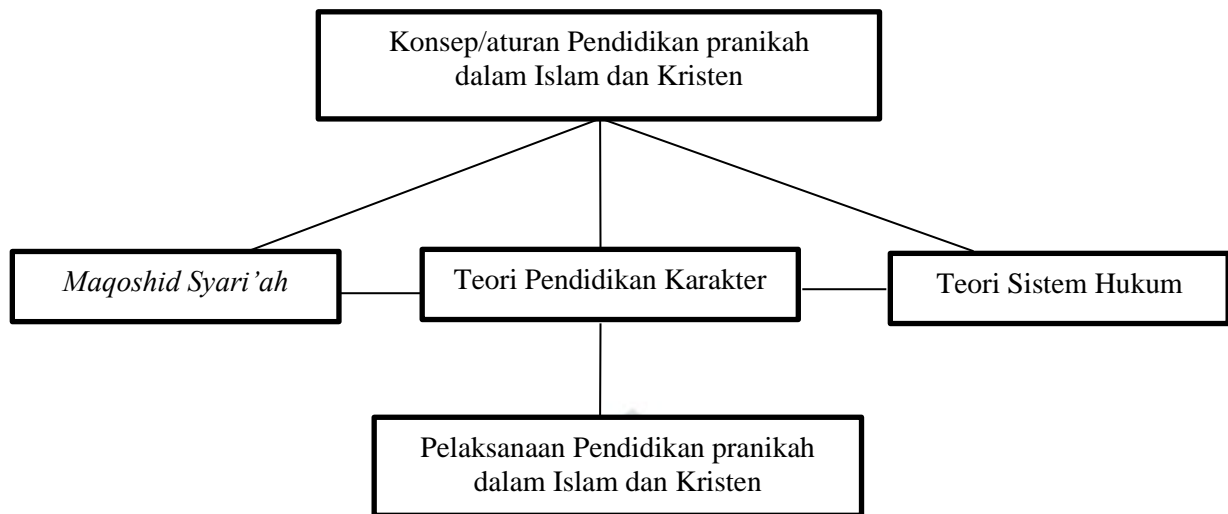 Konsep/aturan Pendidikan pranikah
dalam Islam dan Kristen
Maqoshid Syari’ah
Teori Pendidikan Karakter
Teori Sistem Hukum
Pelaksanaan Pendidikan pranikah
dalam Islam dan Kristen